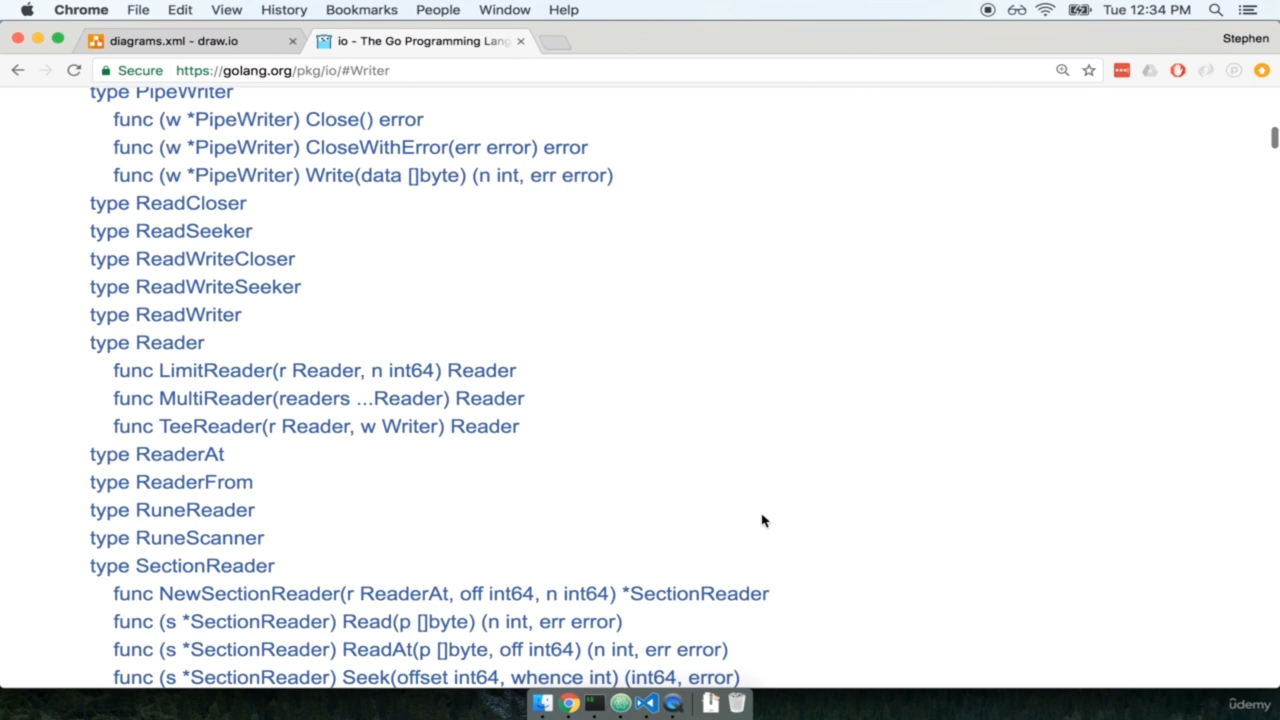 Chrome File Edit View History Bookmarks People Window Help Tue 12:34 PM
diagrams.xml - draw.io × io - The Go Programming Lang × Stephen
Secure https://golang.org/pkg/io/#Writer
type PipeWriter
func (w *PipeWriter) Close() error
func (w *PipeWriter) CloseWithError(err error) error
func (w *PipeWriter) Write(data []byte) (n int, err error)
type ReadCloser
type ReadSeeker
type ReadWriteCloser
type ReadWriteSeeker
type ReadWriter
type Reader
func LimitReader(r Reader, n int64) Reader
func MultiReader(readers ...Reader) Reader
func TeeReader(r Reader, w Writer) Reader
type ReaderAt
type ReaderFrom
type RuneReader
type RuneScanner
type SectionReader
func NewSectionReader(r ReaderAt, off int64, n int64) *SectionReader
func (s *SectionReader) Read(p []byte) (n int, err error)
func (s *SectionReader) ReadAt(p []byte, off int64) (n int, err error)
func (s *SectionReader) Seek(offset int64, whence int) (int64, error)
ûdemy